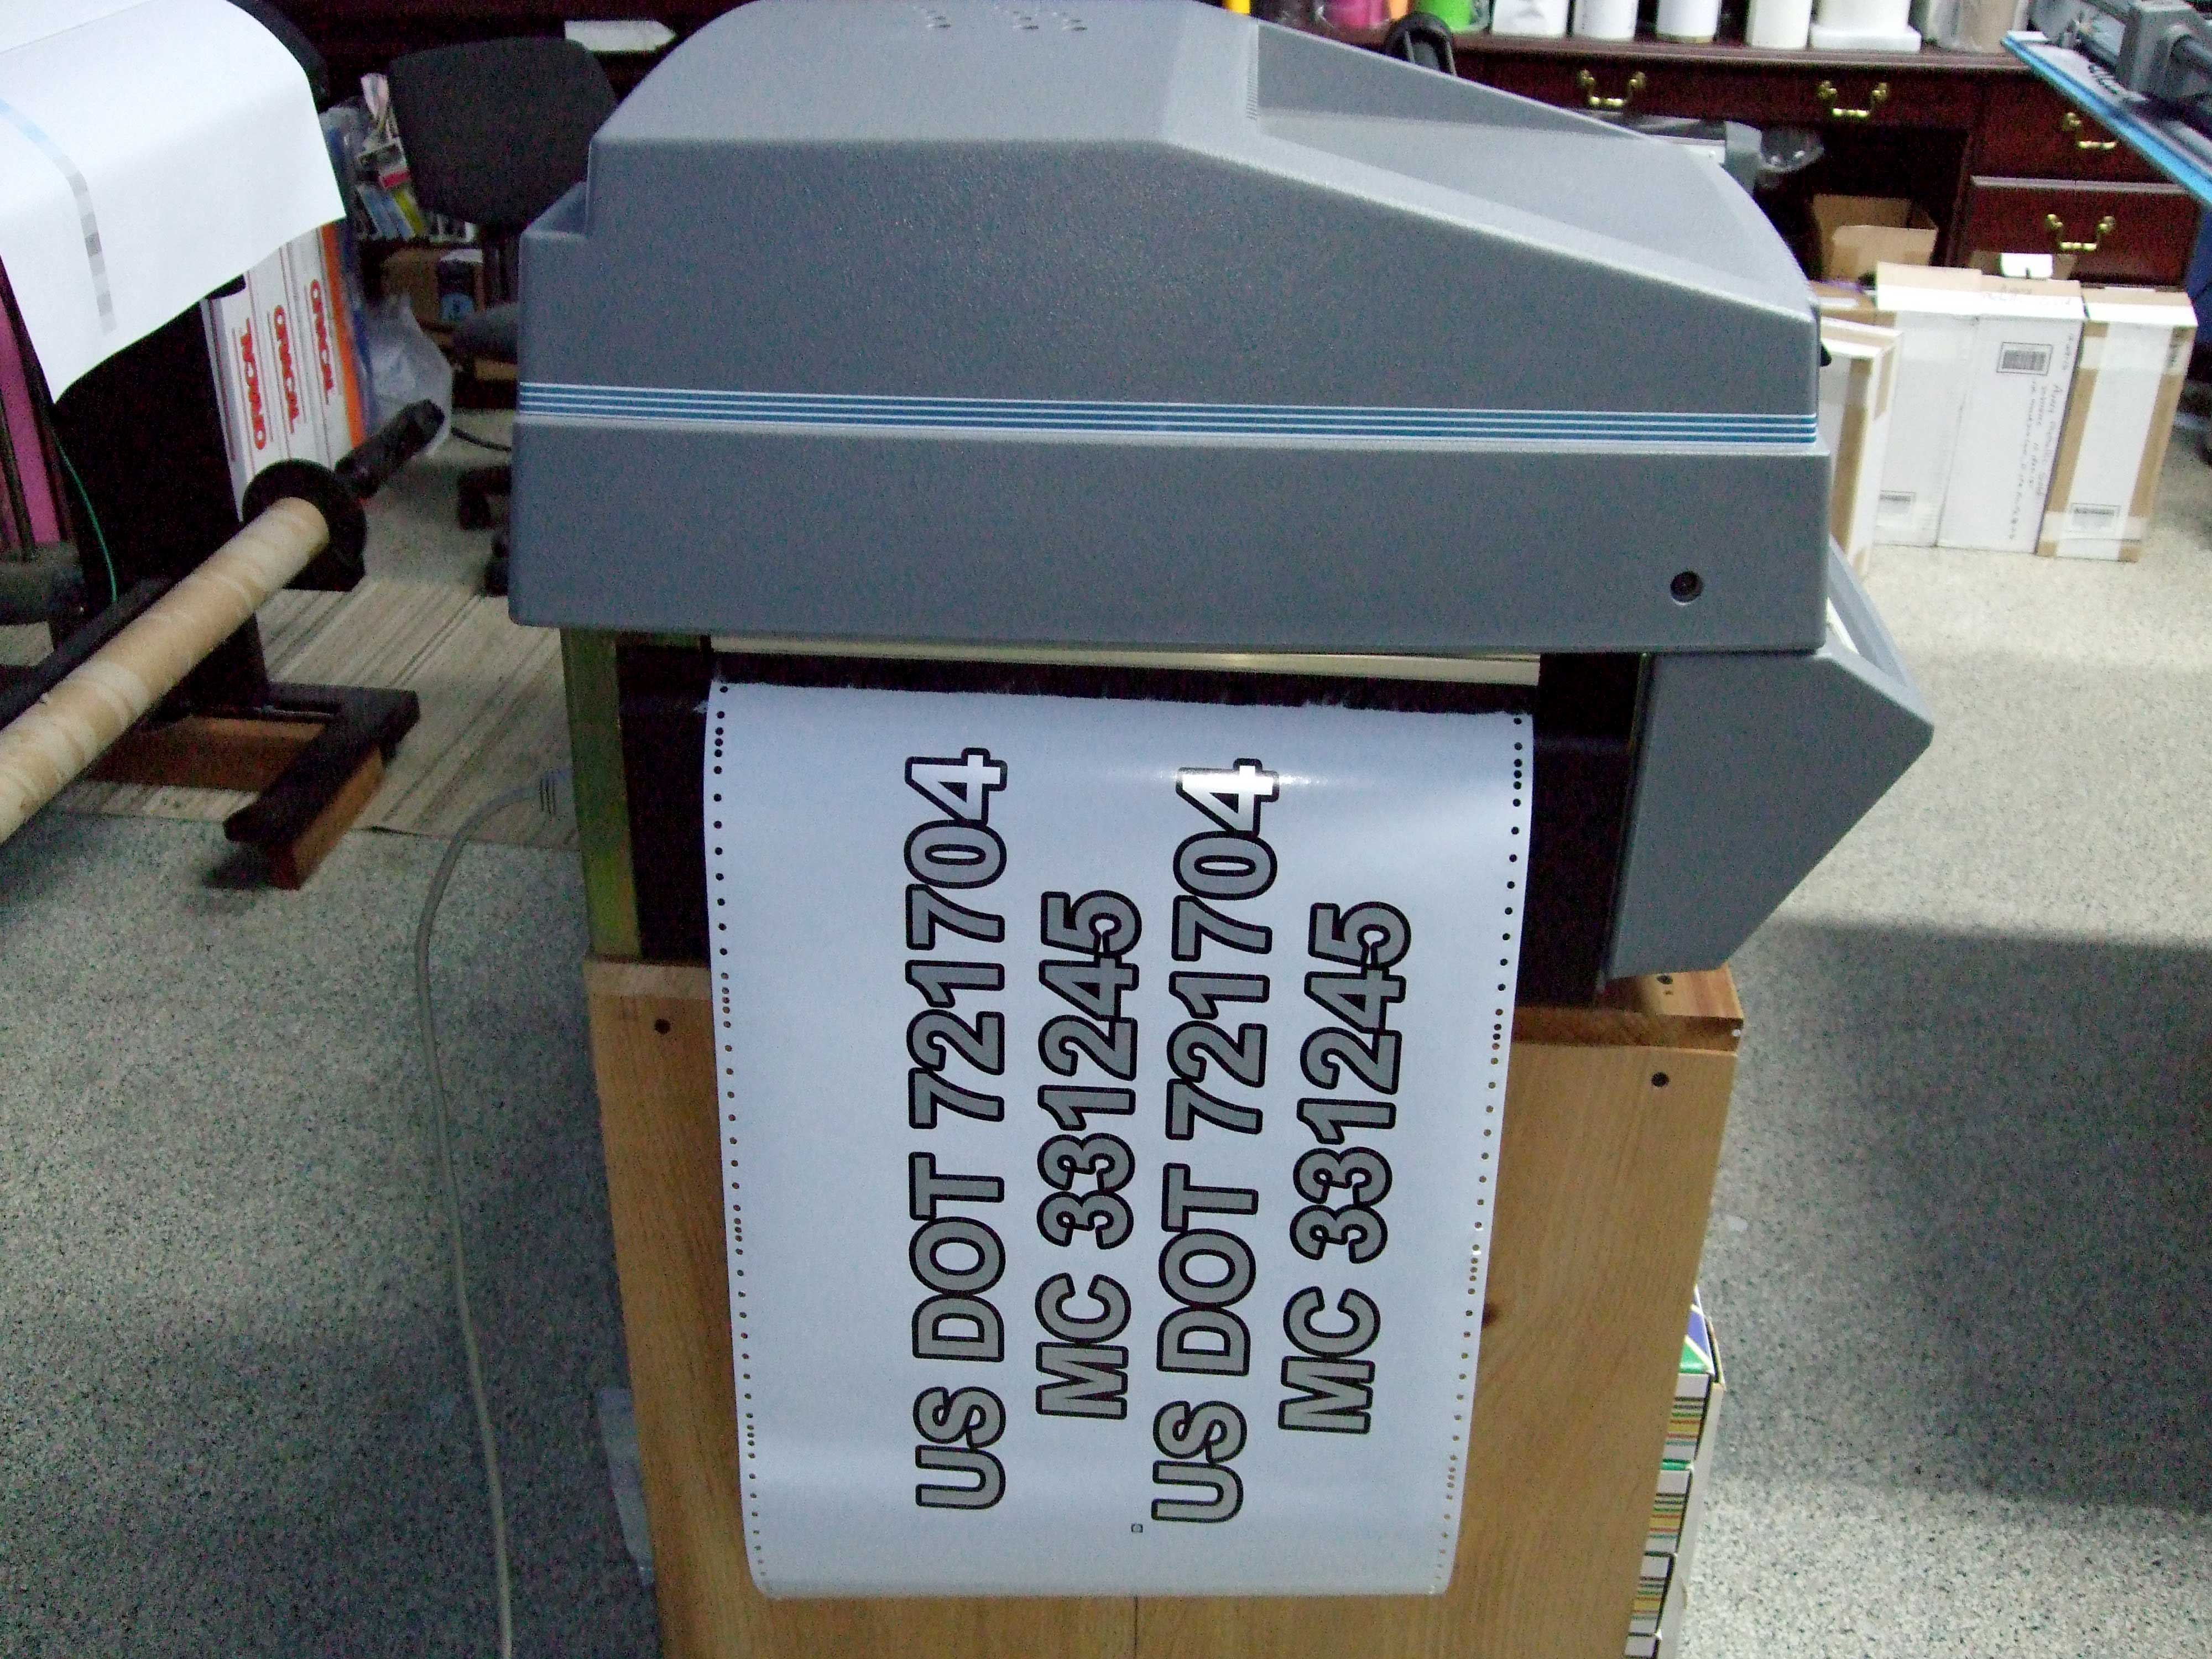 US DOT 721704
MC 331245
US DOT 721704
MC 331245
ORACAL
ORACAL
ORACAL